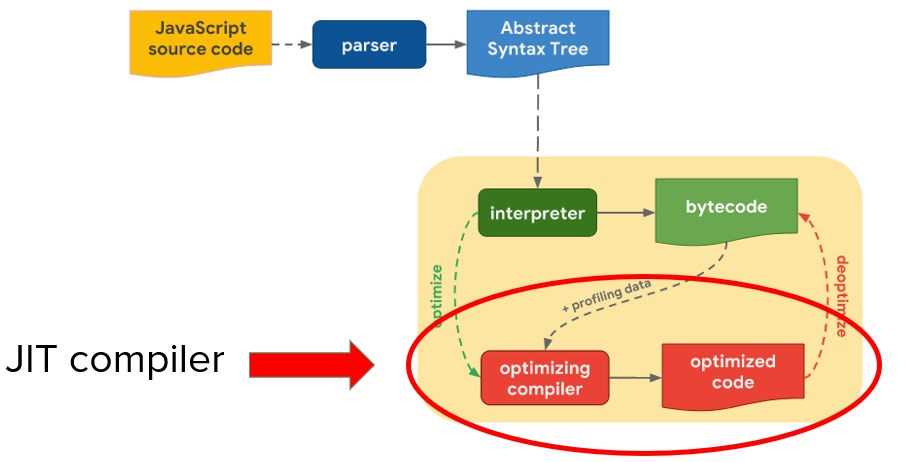 JavaScript
source code
parser
Abstract
Syntax Tree
interpreter
bytecode
optimize
+ profiling data
deoptimize
JIT compiler
optimizing
compiler
optimized
code